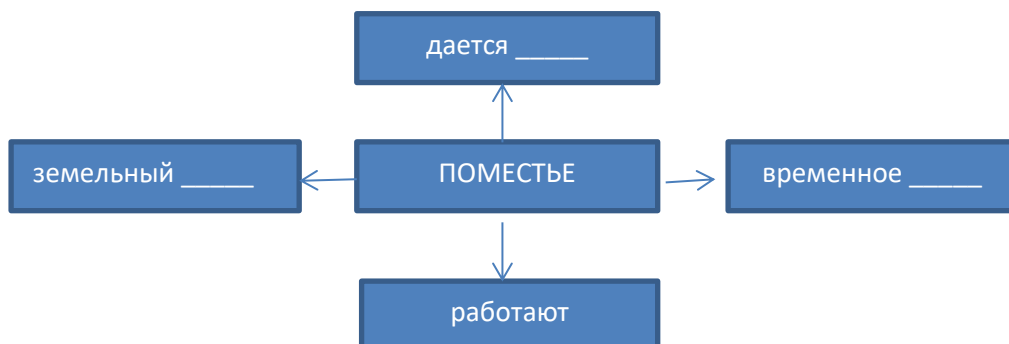 дается _____
земельный _____
ПОМЕСТЬЕ
временное _____
работают